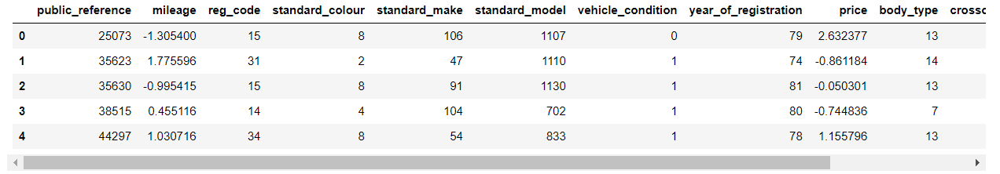 public_reference mileage reg_code standard_colour standard_make standard_model vehicle_condition year_of_registration price body_type crossc
0 25073 -1.305400 15 8 106 1107 0 79 2.632377 13
1 35623 1.775596 31 2 47 1110 1 74 -0.861184 14
2 35630 -0.995415 15 8 91 1130 1 81 -0.050301 13
3 38515 0.455116 14 4 104 702 1 80 -0.744836 7
4 44297 1.030716 34 8 54 833 1 78 1.155796 13